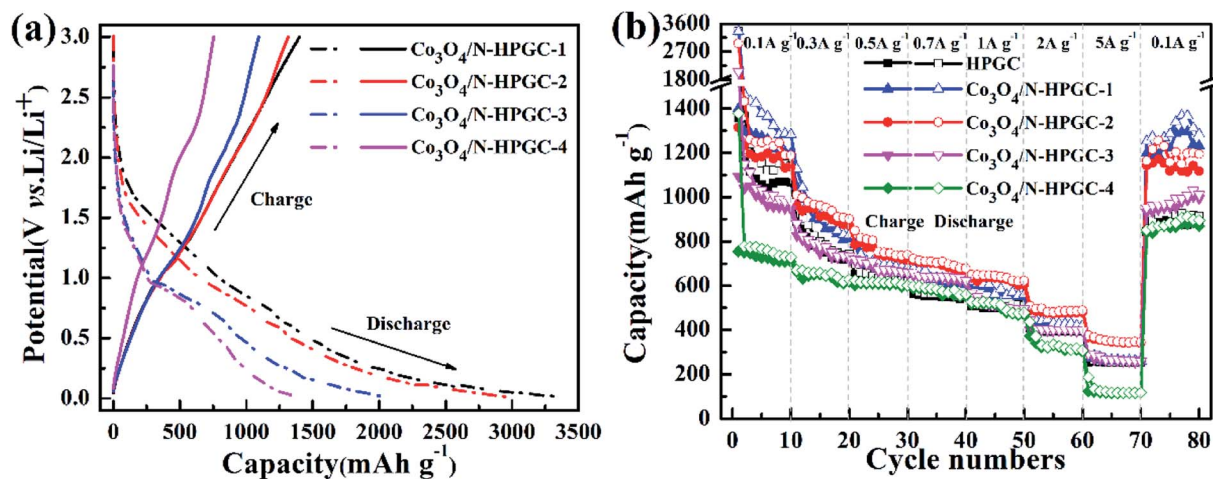 (a)
3.0
2.5
2.0
1.5
1.0
0.5
0.0
Potential(V vs.Li/Li⁺)
Co₃O₄/N-HPGC-1
Co₃O₄/N-HPGC-2
Co₃O₄/N-HPGC-3
Co₃O₄/N-HPGC-4
Charge
Discharge
0 500 1000 1500 2000 2500 3000 3500
Capacity(mAh g⁻¹)
(b)
3600
2700
1800
1400
1200
1000
800
600
400
200
0
Capacity(mAh g⁻¹)
0.1A g⁻¹ 0.3A g⁻¹ 0.5A g⁻¹ 0.7A g⁻¹ 1A g⁻¹ 2A g⁻¹ 5A g⁻¹ 0.1A g⁻¹
HPGC
Co₃O₄/N-HPGC-1
Co₃O₄/N-HPGC-2
Co₃O₄/N-HPGC-3
Co₃O₄/N-HPGC-4
Charge Discharge
0 10 20 30 40 50 60 70 80
Cycle numbers